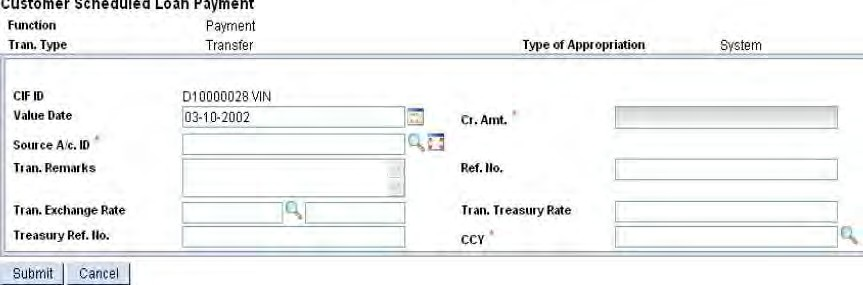 Customer Scheduled Loan Payment
Function Payment
Tran. Type Transfer Type of Appropriation System
CIF ID D10000028 VIN
Value Date 03-10-2002 Cr. Amt. *
Source A/c. ID *
Tran. Remarks Ref. No.
Tran. Exchange Rate Tran. Treasury Rate
Treasury Ref. No. CCY *
Submit Cancel